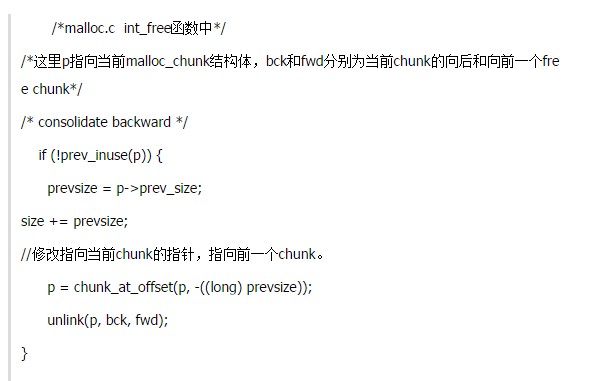 /*malloc.c  int_free函数中*/
/*这里p指向当前malloc_chunk结构体，bck和fwd分别为当前chunk的向后和向前一个fre
e chunk*/
/* consolidate backward */
if (!prev_inuse(p)) {
prevsize = p->prev_size;
size += prevsize;
//修改指向当前chunk的指针，指向前一个chunk。
p = chunk_at_offset(p, -((long) prevsize));
unlink(p, bck, fwd);
}